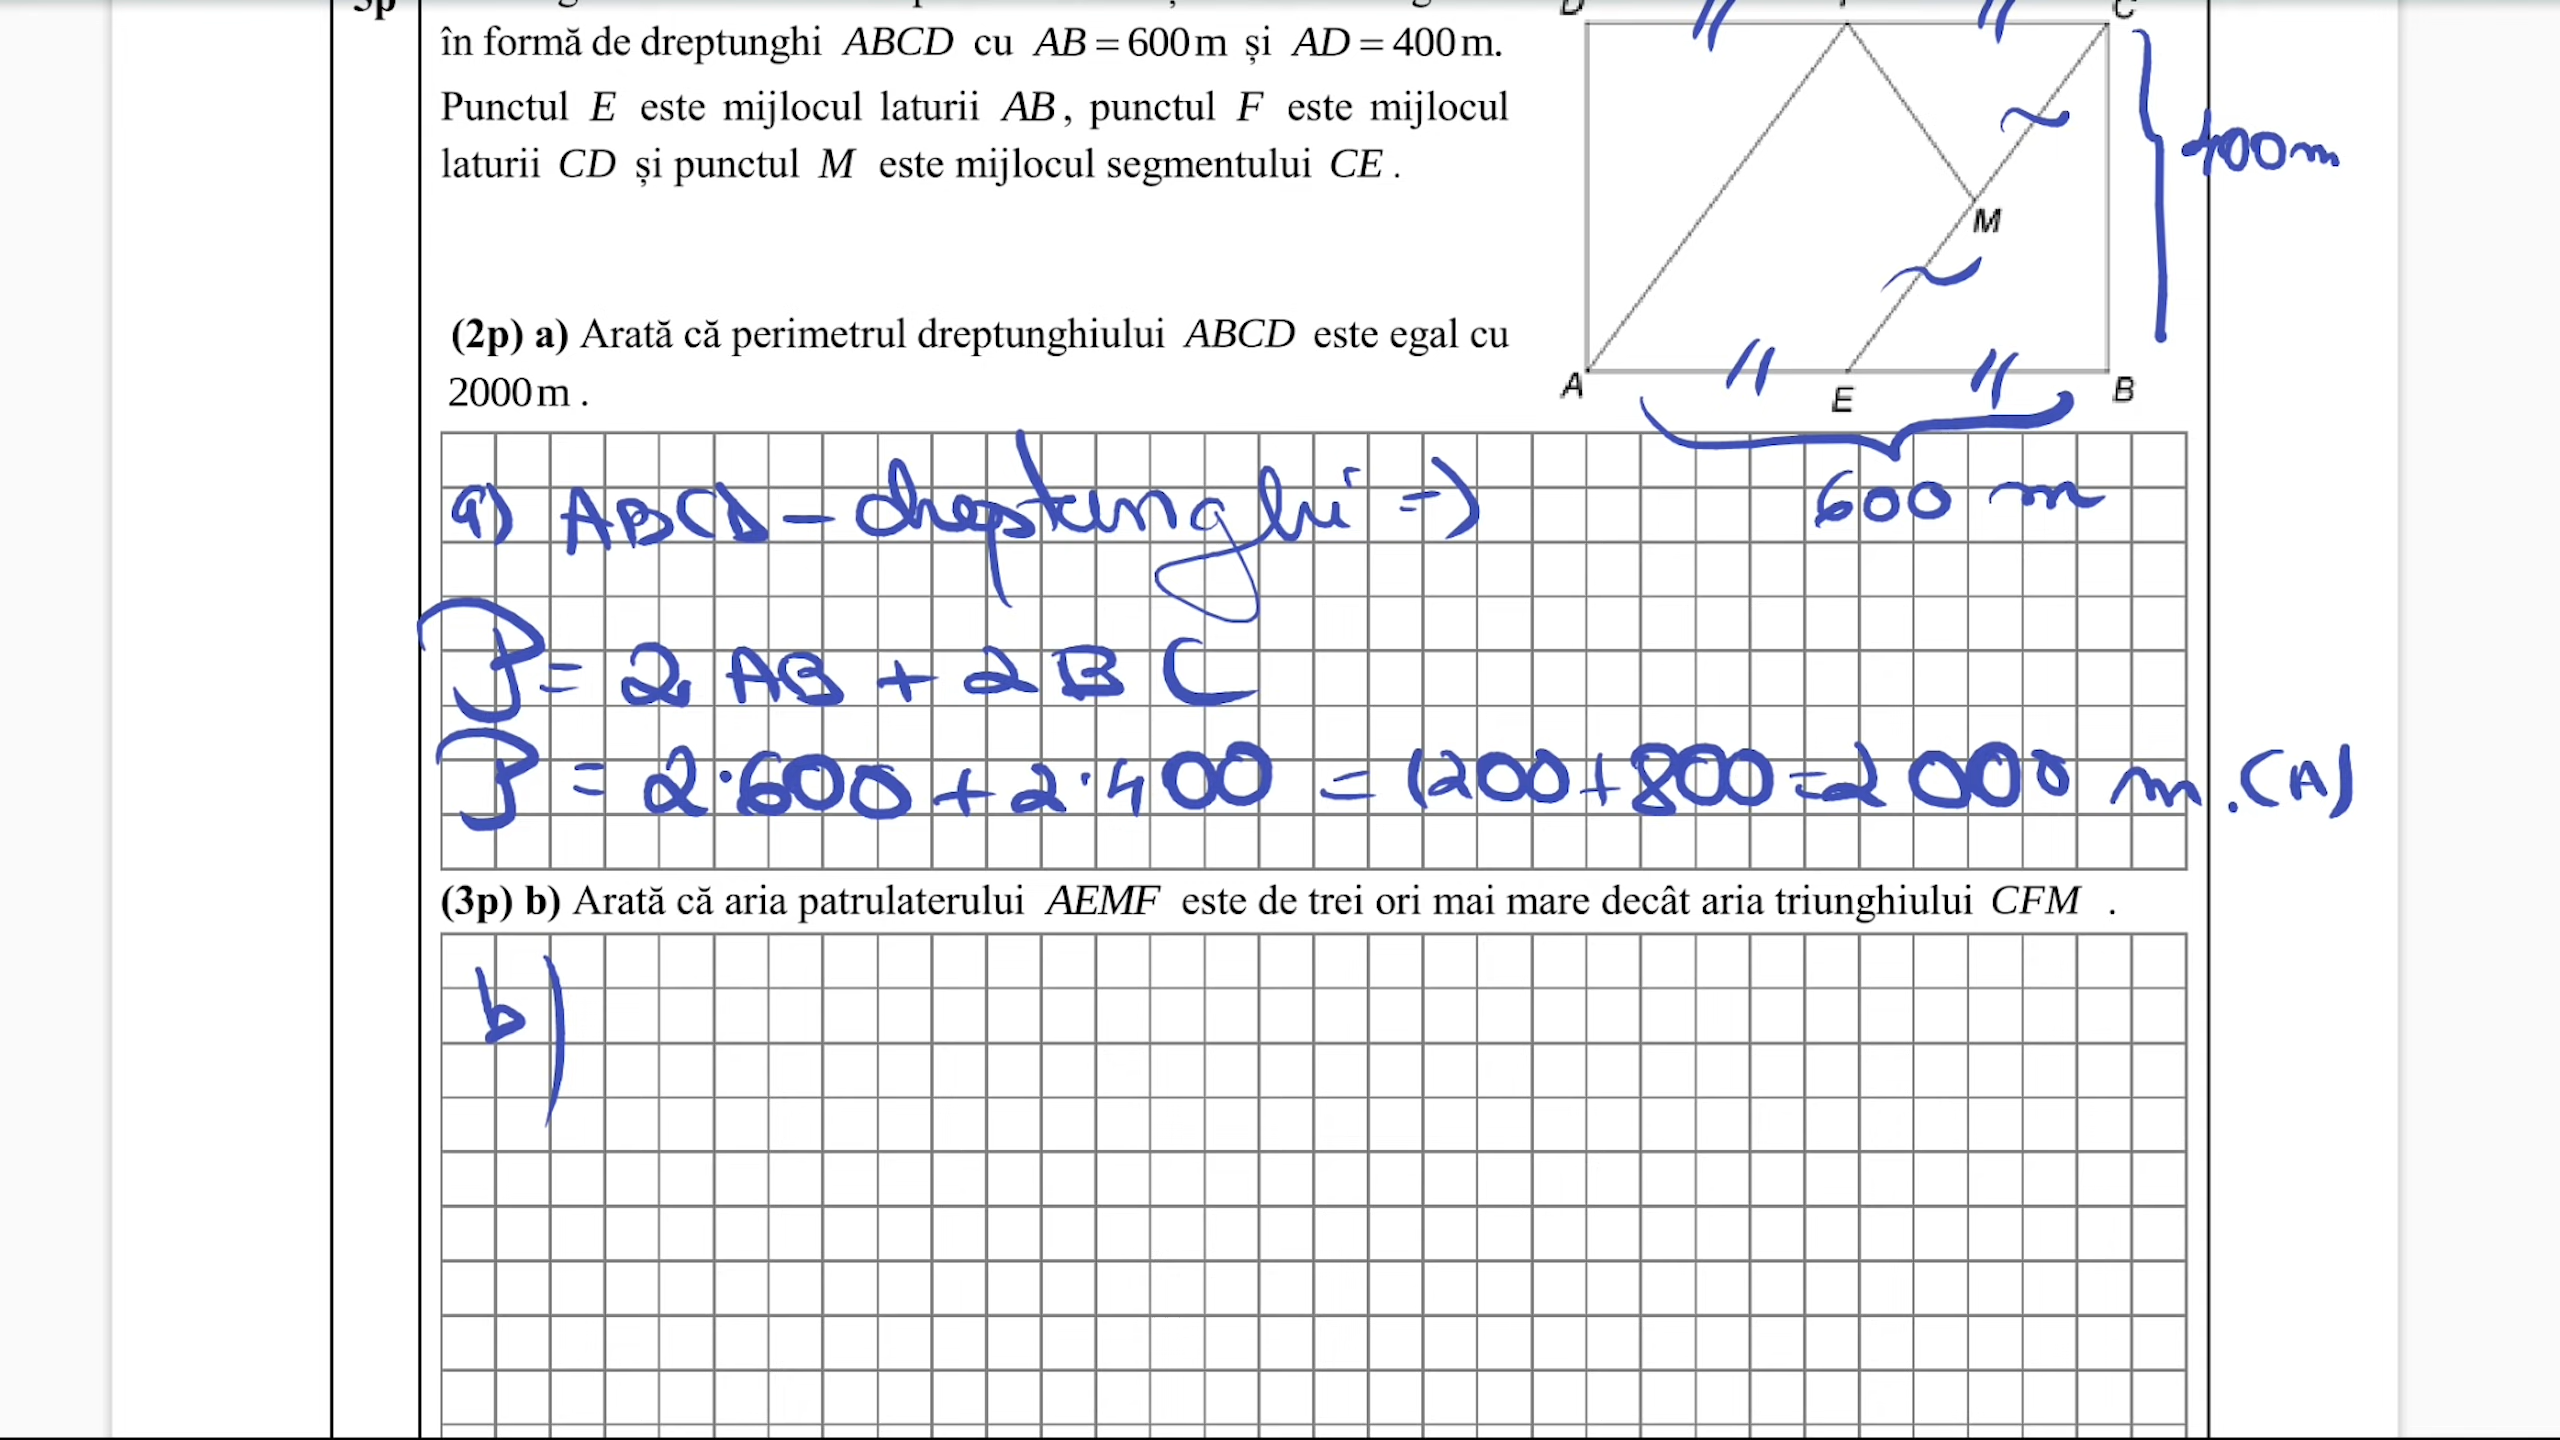 5p
în formă de dreptunghi ABCD cu AB = 600 m și AD = 400 m.
Punctul E este mijlocul laturii AB, punctul F este mijlocul
laturii CD și punctul M este mijlocul segmentului CE.
D C
400m
M
A E B
600 m
(2p) a) Arată că perimetrul dreptunghiului ABCD este egal cu
2000 m .
a) ABCD - dreptunghi =>
P = 2 AB + 2 BC
P = 2·600 + 2·400 = 1200+800=2000 m. (A)
(3p) b) Arată că aria patrulaterului AEMF este de trei ori mai mare decât aria triunghiului CFM .
b)